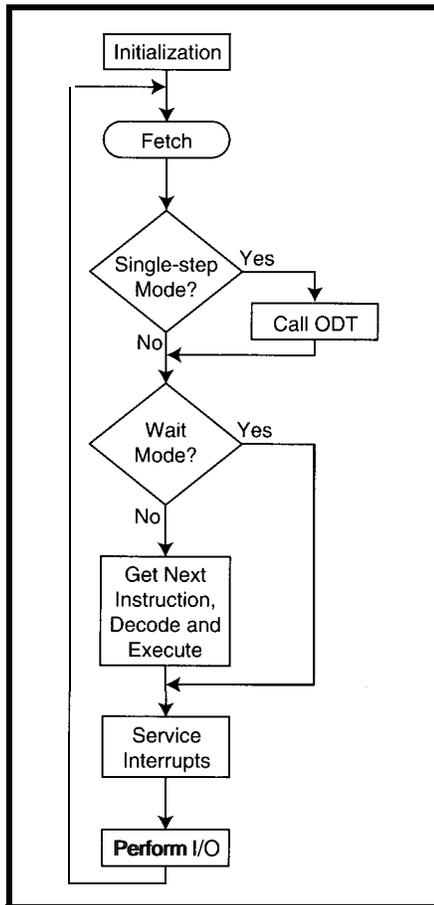 Initialization
Fetch
Single-step
Mode?
Yes
Call ODT
No
Wait
Mode?
Yes
No
Get Next
Instruction,
Decode and
Execute
Service
Interrupts
Perform I/O